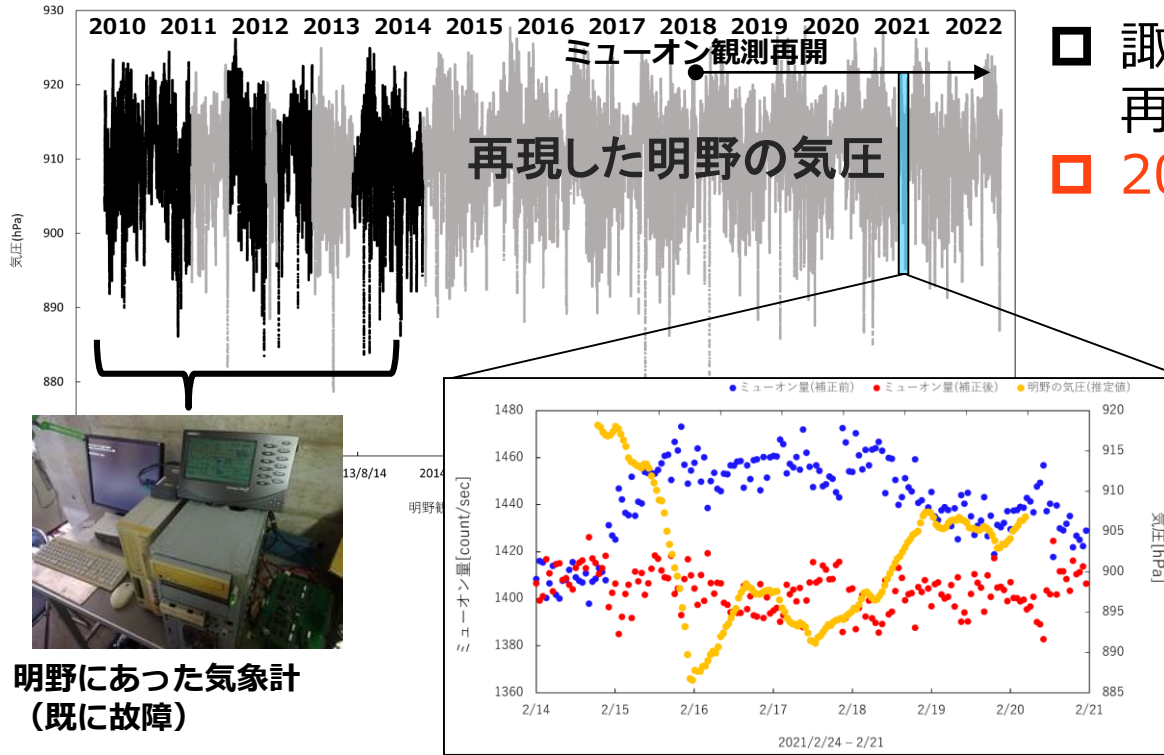 930
920
910
900
890
880
気圧(hPa)
2010 2011 2012 2013 2014 2015 2016 2017 2018 2019 2020 2021 2022
ミューオン観測再開
再現した明野の気圧
再
20
13/8/14
2014
明野
明野にあった気象計
（既に故障）
ミューオン量(補正前) ミューオン量(補正後) 明野の気圧(推定値)
1480
1460
1440
1420
1400
1380
1360
ミューオン量[count/sec]
920
915
910
905
900
895
890
885
気圧[hPa]
2/14 2/15 2/16 2/17 2/18 2/19 2/20 2/21
2021/2/24 – 2/21